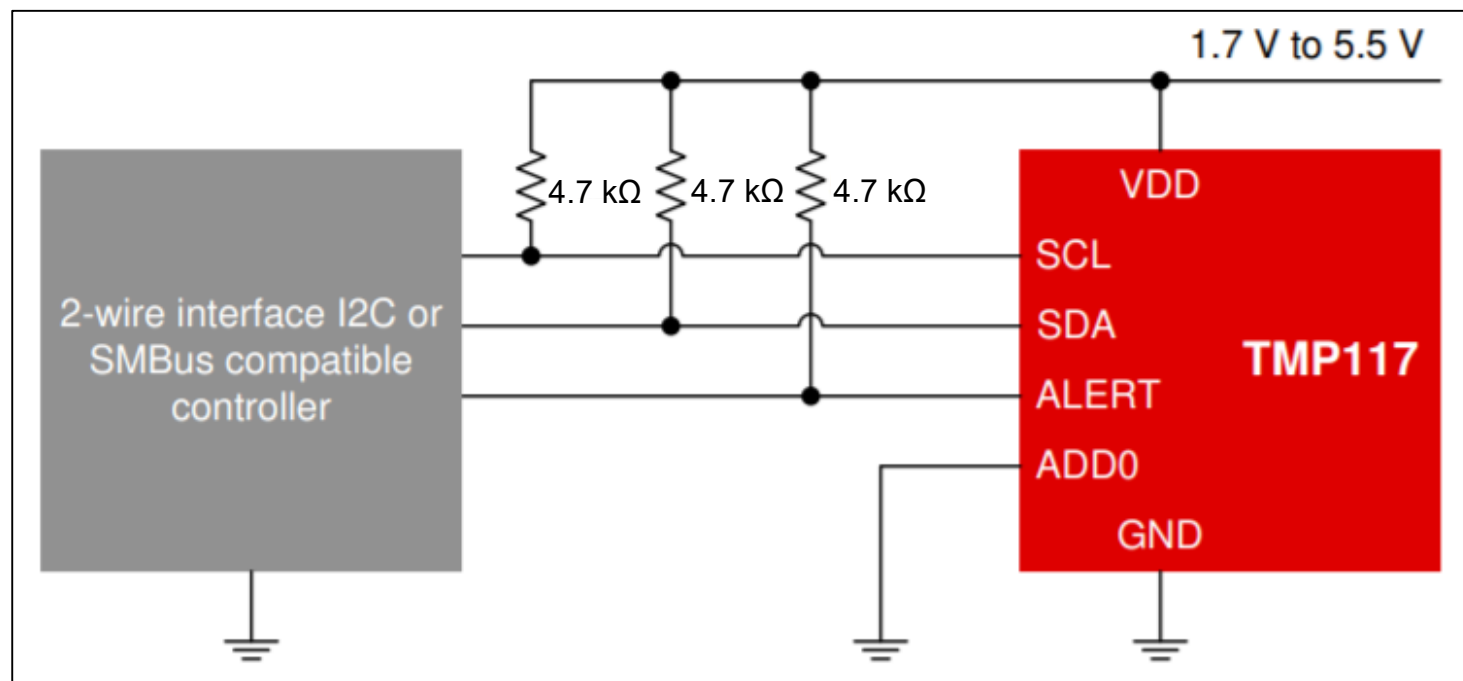 1.7 V to 5.5 V
4.7 kΩ
4.7 kΩ
4.7 kΩ
2-wire interface I2C or
SMBus compatible
controller
VDD
SCL
SDA
ALERT
ADD0
GND
TMP117